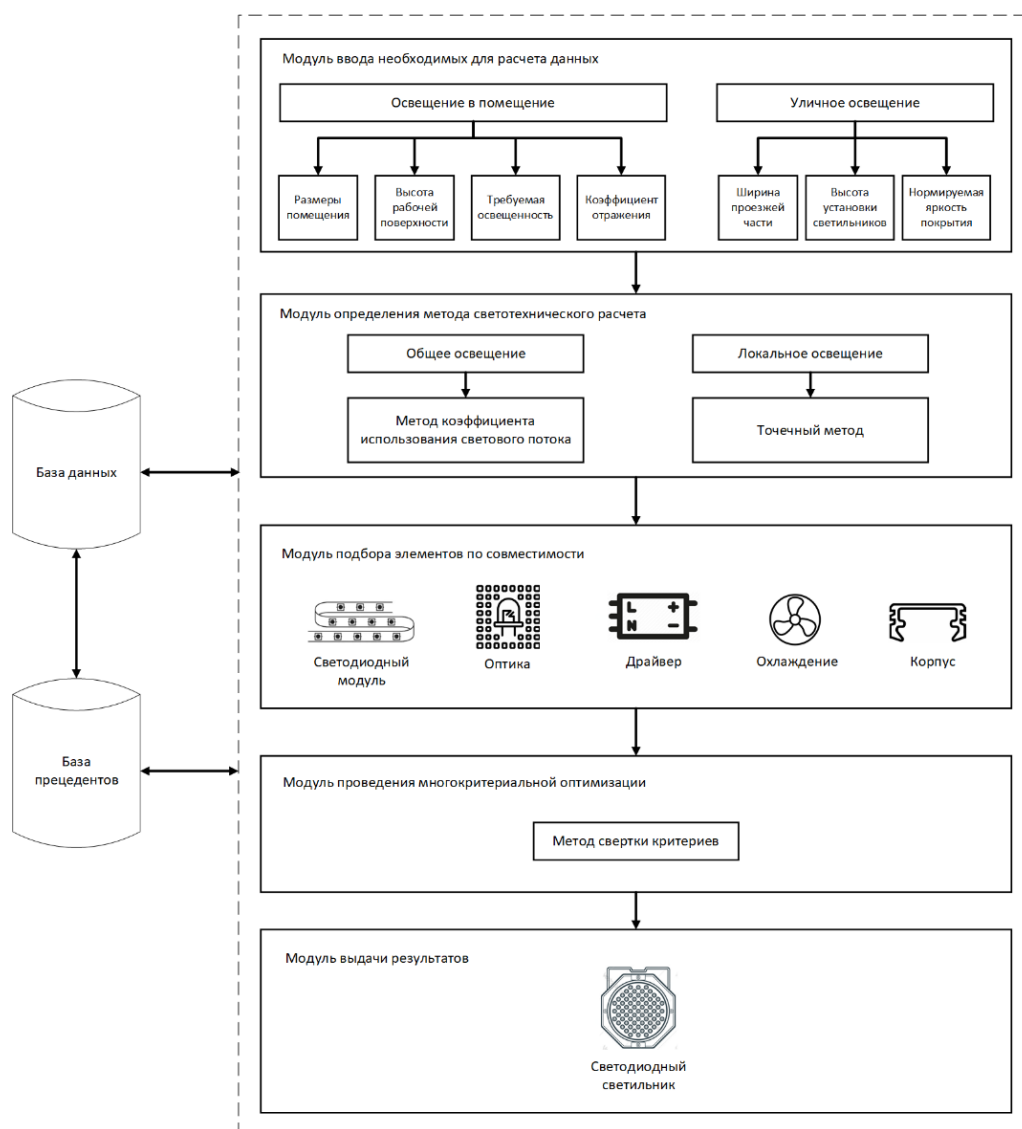 Модуль ввода необходимых для расчета данных
Освещение в помещение
Уличное освещение
Размеры
помещения
Высота
рабочей
поверхности
Требуемая
освещенность
Коэффициент
отражения
Ширина
проезжей
части
Высота
установки
светильников
Нормируемая
яркость
покрытия
Модуль определения метода светотехнического расчета
Общее освещение
Локальное освещение
Метод коэффициента
использования светового потока
Точечный метод
База данных
Модуль подбора элементов по совместимости
L
N
+
−
Светодиодный
модуль
Оптика
Драйвер
Охлаждение
Корпус
База
прецедентов
Модуль проведения многокритериальной оптимизации
Метод свертки критериев
Модуль выдачи результатов
Светодиодный
светильник